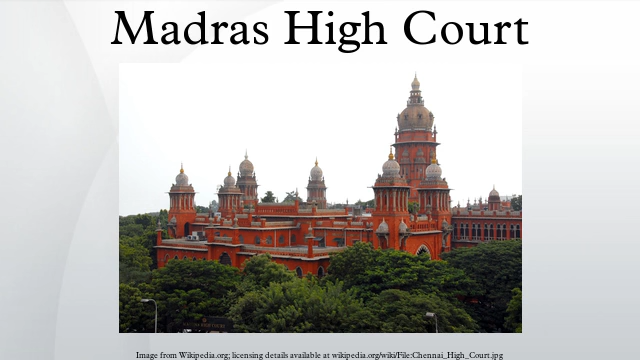 Madras High Court
Image from Wikipedia.org; licensing details available at wikipedia.org/wiki/File:Chennai_High_Court.jpg